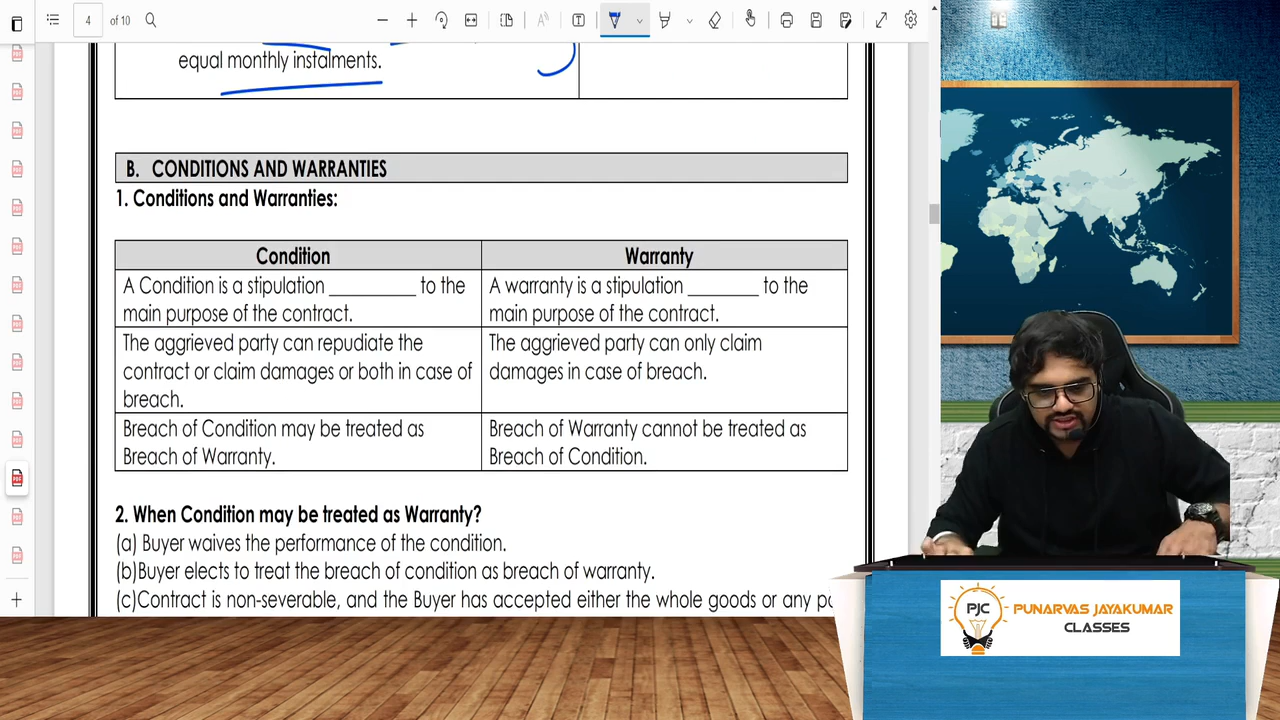 4 of 10
equal monthly instalments.
B. CONDITIONS AND WARRANTIES
1. Conditions and Warranties:
Condition Warranty
A Condition is a stipulation __________ to the
main purpose of the contract.
A warranty is a stipulation ________ to the
main purpose of the contract.
The aggrieved party can repudiate the
contract or claim damages or both in case of
breach.
The aggrieved party can only claim
damages in case of breach.
Breach of Condition may be treated as
Breach of Warranty.
Breach of Warranty cannot be treated as
Breach of Condition.
2. When Condition may be treated as Warranty?
(a) Buyer waives the performance of the condition.
(b)Buyer elects to treat the breach of condition as breach of warranty.
(c)Contract is non-severable, and the Buyer has accepted either the whole goods or any
PJC
PUNARVAS JAYAKUMAR
CLASSES